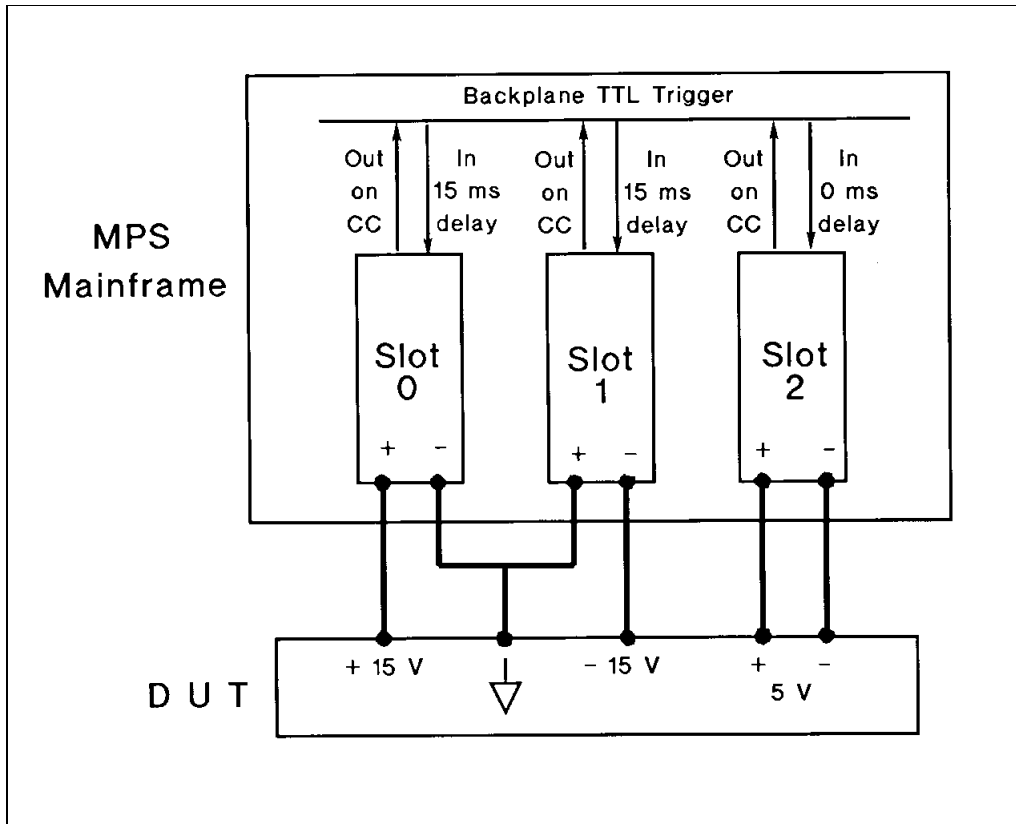 Backplane TTL Trigger
Out
on
CC
In
15 ms
delay
Out
on
CC
In
15 ms
delay
Out
on
CC
In
0 ms
delay
MPS
Mainframe
Slot
0
Slot
1
Slot
2
+ −
+ −
+ −
+ 15 V
− 15 V
+ −
5 V
D U T